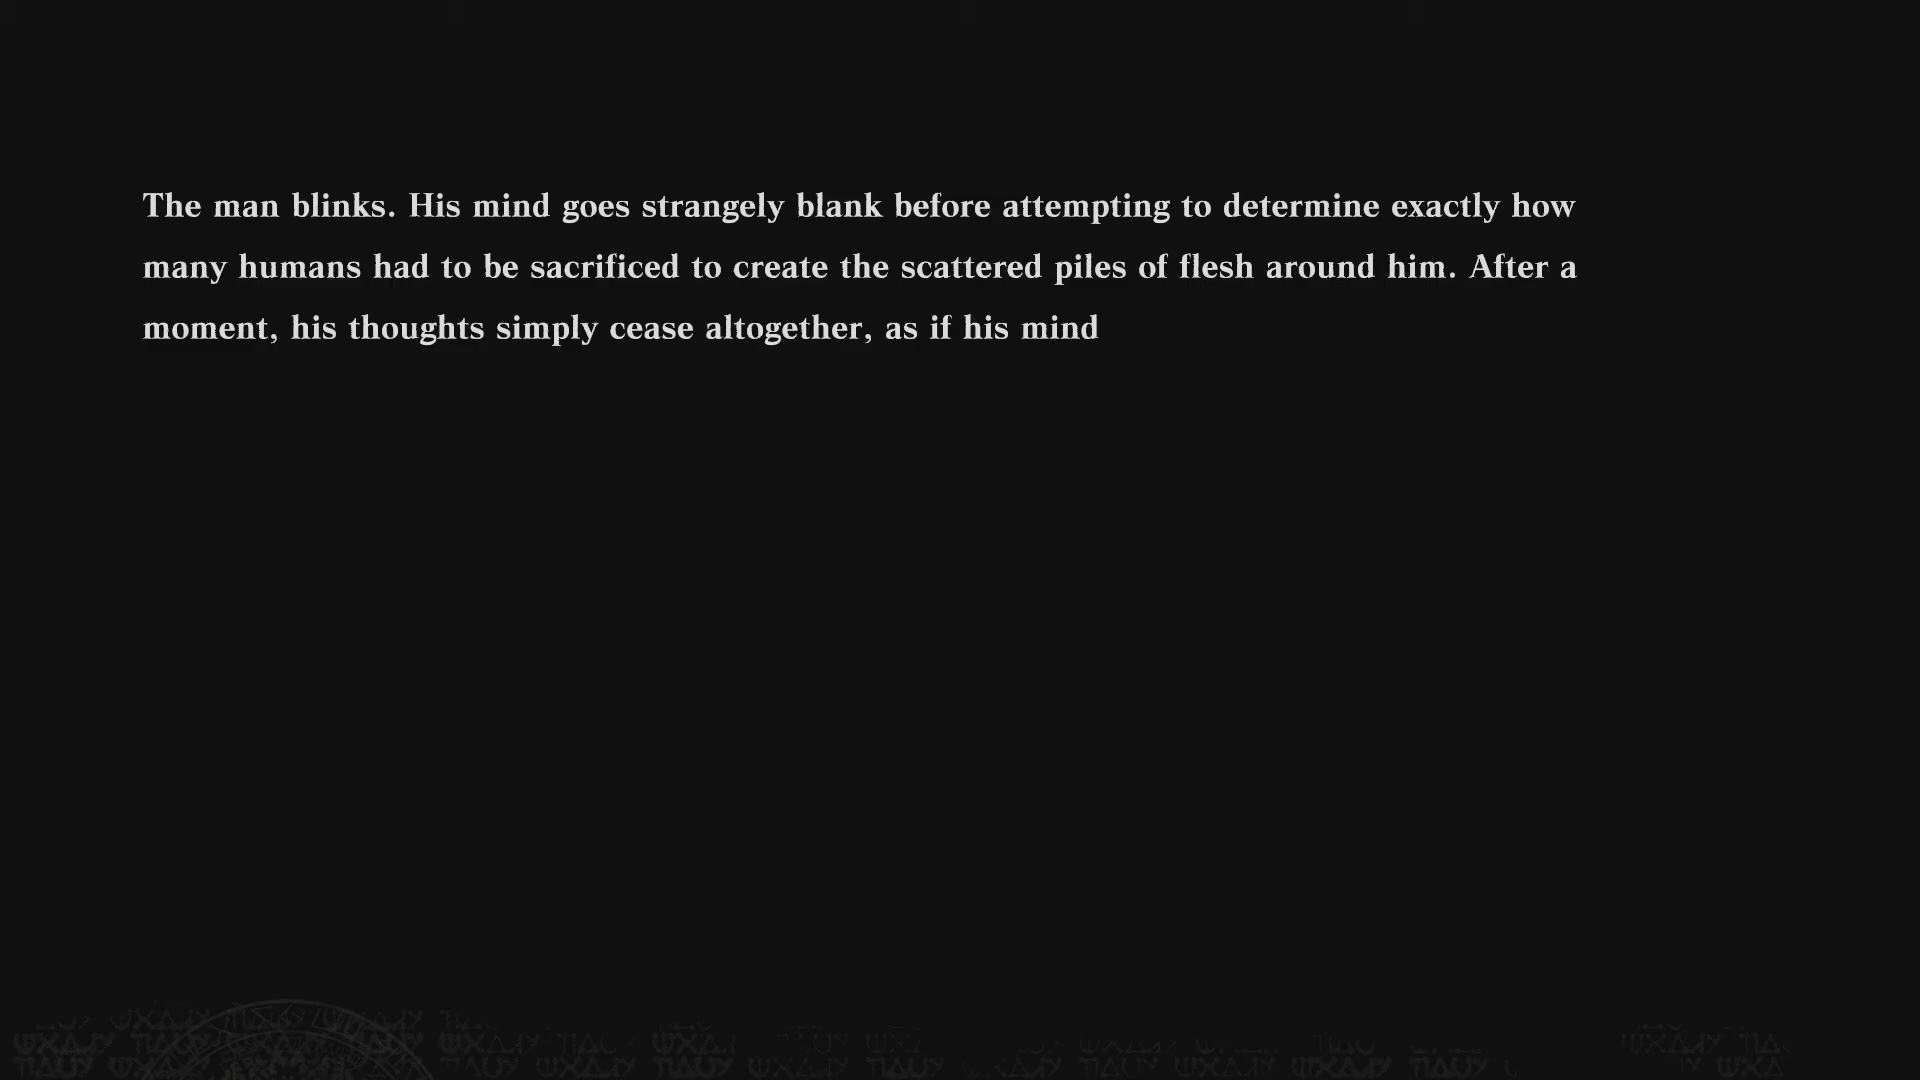 The man blinks. His mind goes strangely blank before attempting to determine exactly how
many humans had to be sacrificed to create the scattered piles of flesh around him. After a
moment, his thoughts simply cease altogether, as if his mind